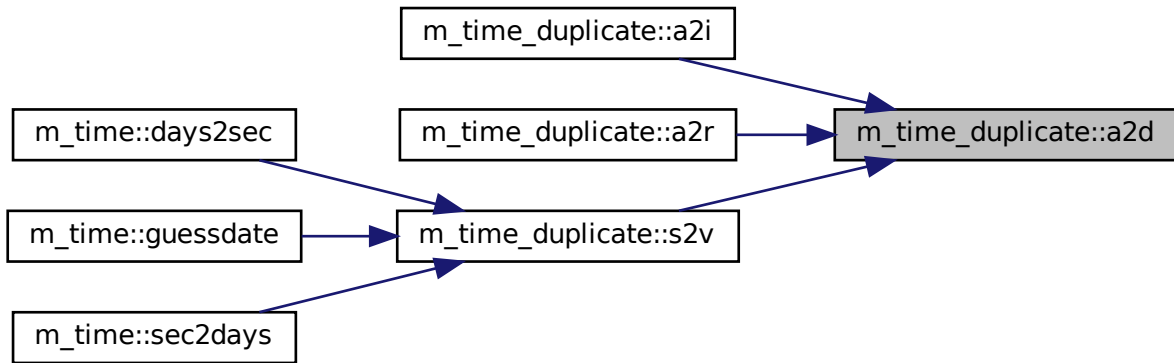 m_time_duplicate::a2i
m_time::days2sec
m_time_duplicate::a2r
m_time_duplicate::a2d
m_time::guessdate
m_time_duplicate::s2v
m_time::sec2days